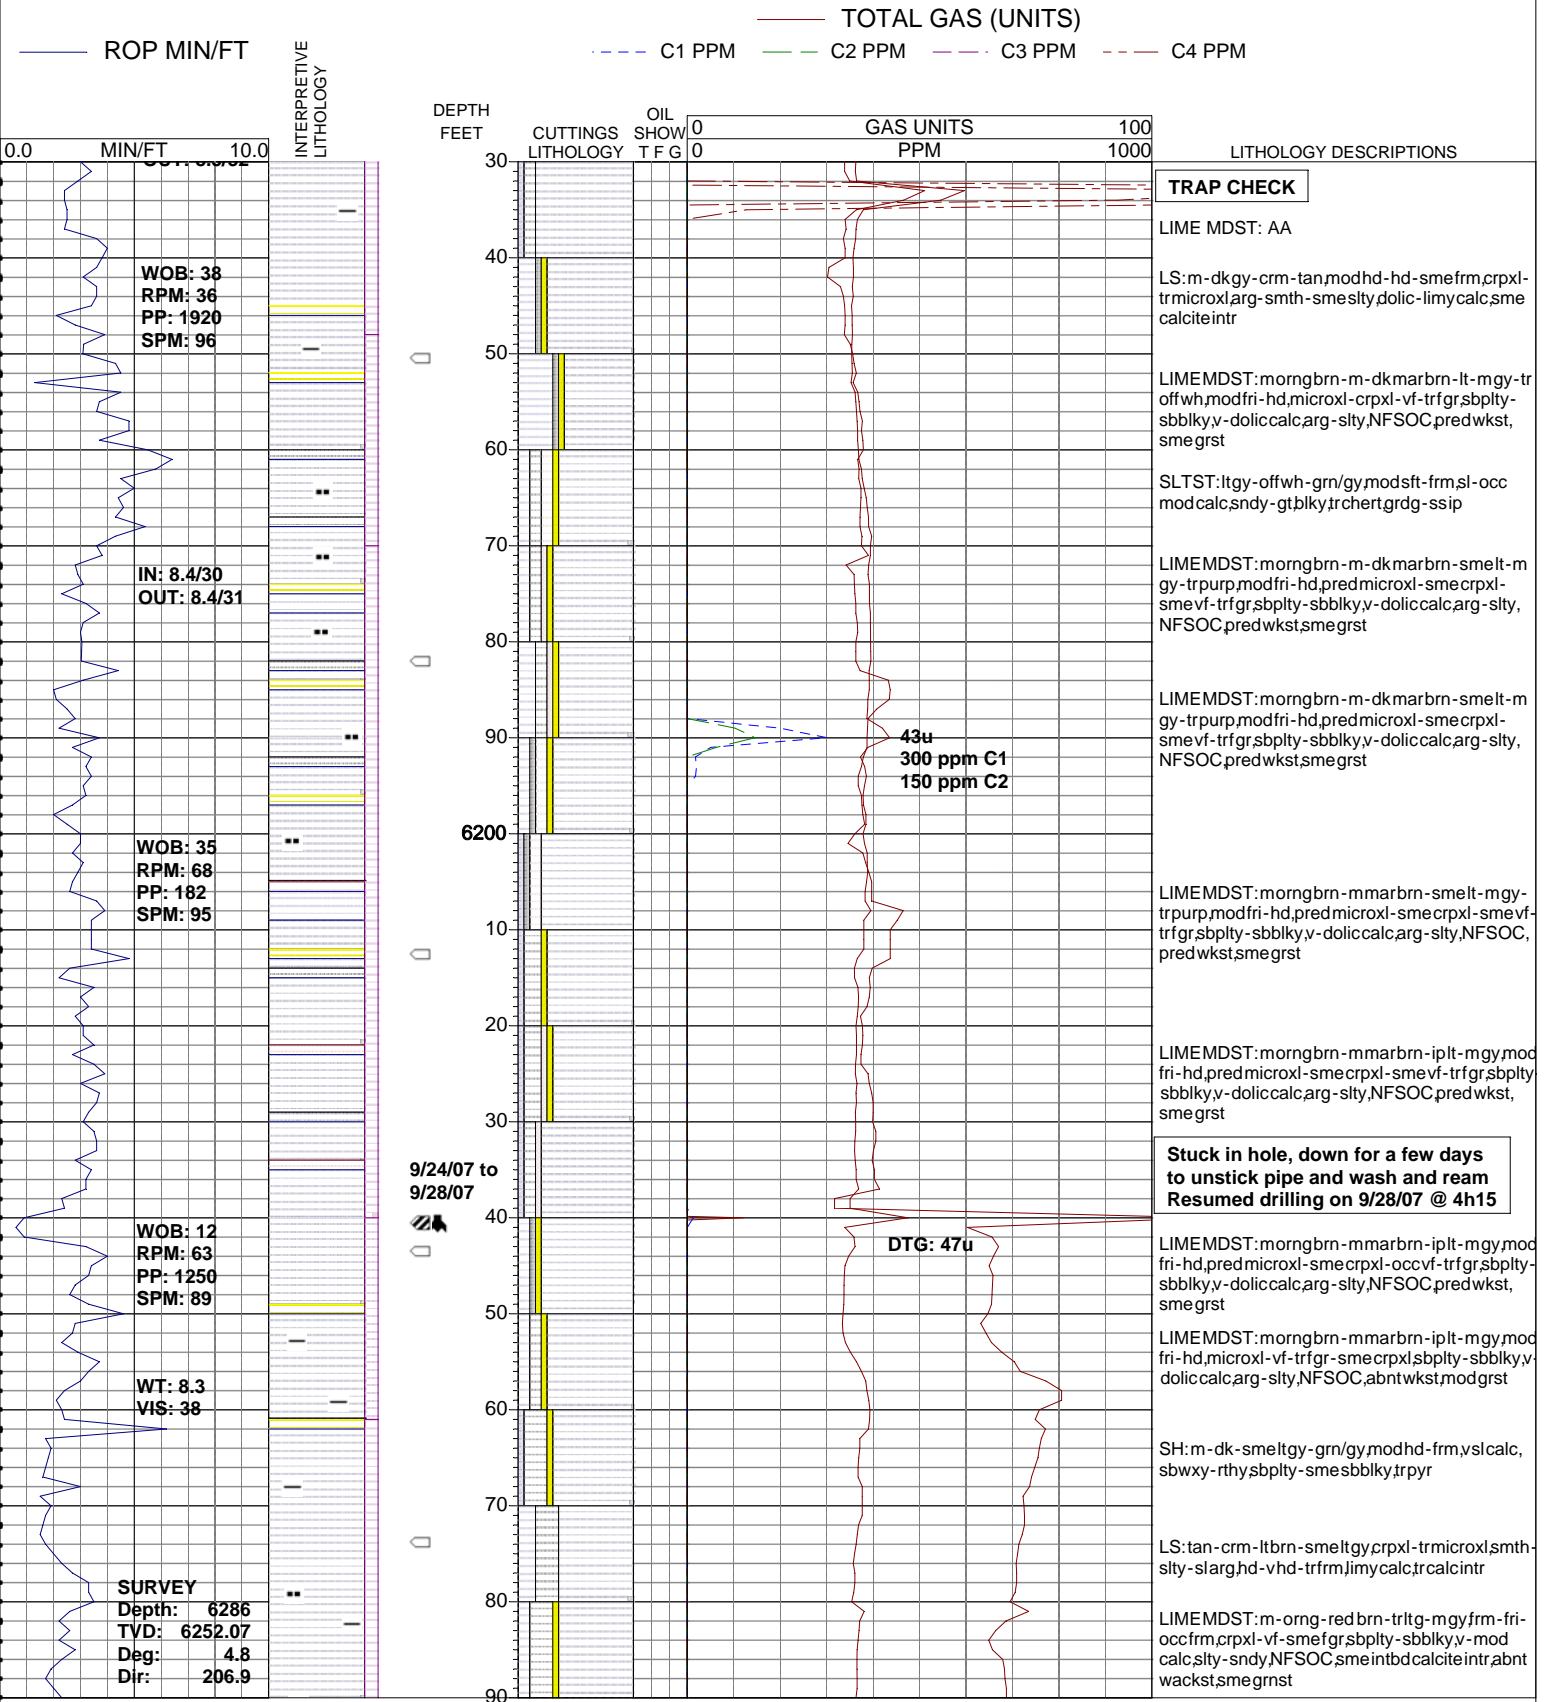 TOTAL GAS (UNITS)
ROP MIN/FT
C1 PPM
C2 PPM
C3 PPM
C4 PPM
INTERPRETIVE
LITHOLOGY
DEPTH
FEET
CUTTINGS
LITHOLOGY
OIL
SHOW
T F G
0 GAS UNITS 100
0 PPM 1000
0.0 MIN/FT 10.0
LITHOLOGY DESCRIPTIONS
30
TRAP CHECK
LIME MDST: AA
40
WOB: 38
RPM: 36
PP: 1920
SPM: 96
LS:m-dkgy-crm-tan,modhd-hd-smefrm,crpxl-
trmicroxl,arg-smth-smeslty,dolic-limycalc,sme
calciteintr
50
LIMEMDST:morngbrn-m-dkmarbrn-lt-mgy-tr
offwh,modfri-hd,microxl-crpxl-vf-trfgr,sbplty-
sbblky,v-doliccalc,arg-slty,NFSOC,predwkst,
smegrst
60
SLTST:ltgy-offwh-grn/gy,modsft-frm,sl-occ
modcalc,sndy-gt,blky,trchert,grdg-ssip
70
IN: 8.4/30
OUT: 8.4/31
LIMEMDST:morngbrn-m-dkmarbrn-smelt-m
gy-trpurp,modfri-hd,predmicroxl-smecrpxl-
smevf-trfgr,sbplty-sbblky,v-doliccalc,arg-slty,
NFSOC,predwkst,smegrst
80
LIMEMDST:morngbrn-m-dkmarbrn-smelt-m
gy-trpurp,modfri-hd,predmicroxl-smecrpxl-
smevf-trfgr,sbplty-sbblky,v-doliccalc,arg-slty,
NFSOC,predwkst,smegrst
90
43u
300 ppm C1
150 ppm C2
6200
WOB: 35
RPM: 68
PP: 182
SPM: 95
LIMEMDST:morngbrn-mmarbrn-smelt-mgy-
trpurp,modfri-hd,predmicroxl-smecrpxl-smevf-
trfgr,sbplty-sbblky,v-doliccalc,arg-slty,NFSOC,
predwkst,smegrst
10
20
LIMEMDST:morngbrn-mmarbrn-iplt-mgy,mod
fri-hd,predmicroxl-smecrpxl-smevf-trfgr,sbplty-
sbblky,v-doliccalc,arg-slty,NFSOC,predwkst,
smegrst
30
9/24/07 to
9/28/07
Stuck in hole, down for a few days
to unstick pipe and wash and ream
Resumed drilling on 9/28/07 @ 4h15
40
WOB: 12
RPM: 63
PP: 1250
SPM: 89
DTG: 47u
LIMEMDST:morngbrn-mmarbrn-iplt-mgy,mod
fri-hd,predmicroxl-smecrpxl-occvf-trfgr,sbplty-
sbblky,v-doliccalc,arg-slty,NFSOC,predwkst,
smegrst
50
LIMEMDST:morngbrn-mmarbrn-iplt-mgy,mod
fri-hd,microxl-vf-trfgr-smecrpxl,sbplty-sbblky,v-
doliccalc,arg-slty,NFSOC,abntwkst,modgrst
WT: 8.3
VIS: 38
60
SH:m-dk-smeltgy-grn/gy,modhd-frm,vslcalc,
sbwxy-rthy,sbplty-smesbblky,trpyr
70
LS:tan-crm-ltbrn-smeltgy,crpxl-trmicroxl,smth-
slty-slarg,hd-vhd-trfrm,limycalc,trcalcintr
80
SURVEY
Depth: 6286
TVD: 6252.07
Deg: 4.8
Dir: 206.9
LIMEMDST:m-orng-redbrn-trltg-mgy,frm-fri-
occfrm,crpxl-vf-smefgr,sbplty-sbblky,v-mod
calc,slty-sndy,NFSOC,smeintbdcalciteintr,abnt
wackst,smegrnst
90